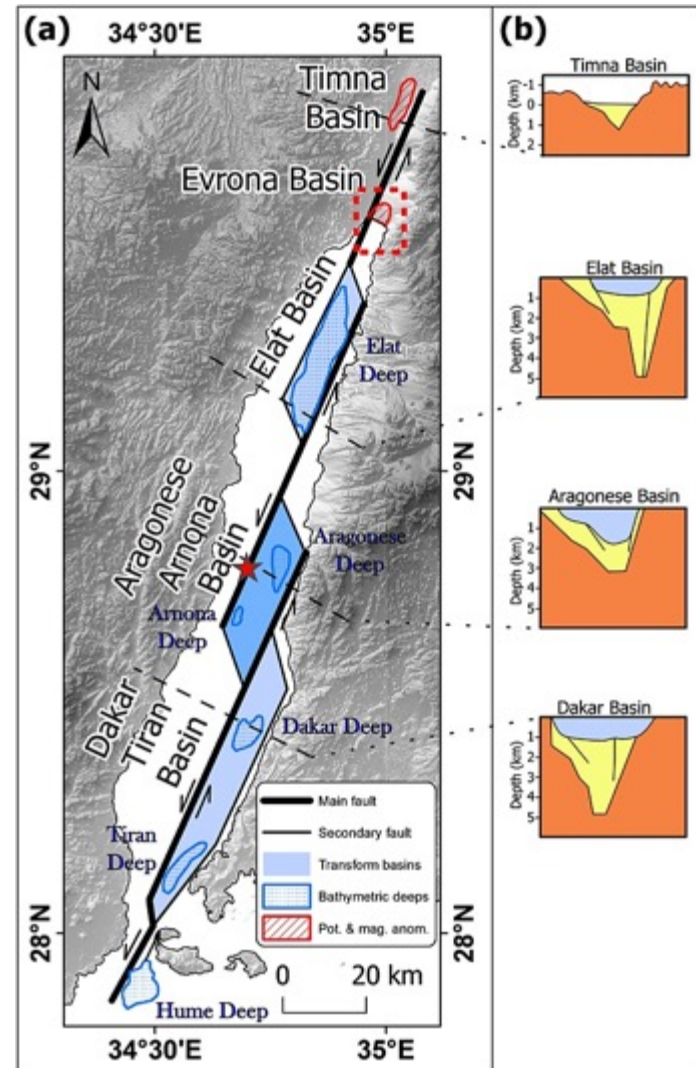 (a)
34°30'E
35°E
N
Timna
Basin
Evrona Basin
Elat Basin
Elat
Deep
29°N
29°N
Aragonese
Arnona
Basin
Aragonese
Deep
Arnona
Deep
Dakar
Tiran
Basin
Dakar Deep
Tiran
Deep
Main fault
Secondary fault
Transform basins
Bathymetric deeps
Pot. & mag. anom.
0 20 km
28°N
28°N
Hume Deep
34°30'E
35°E
(b)
Timna Basin
Depth (km)
-1
0
1
2
Elat Basin
Depth (km)
1
2
3
4
5
Aragonese Basin
Depth (km)
1
2
3
4
5
Dakar Basin
Depth (km)
1
2
3
4
5